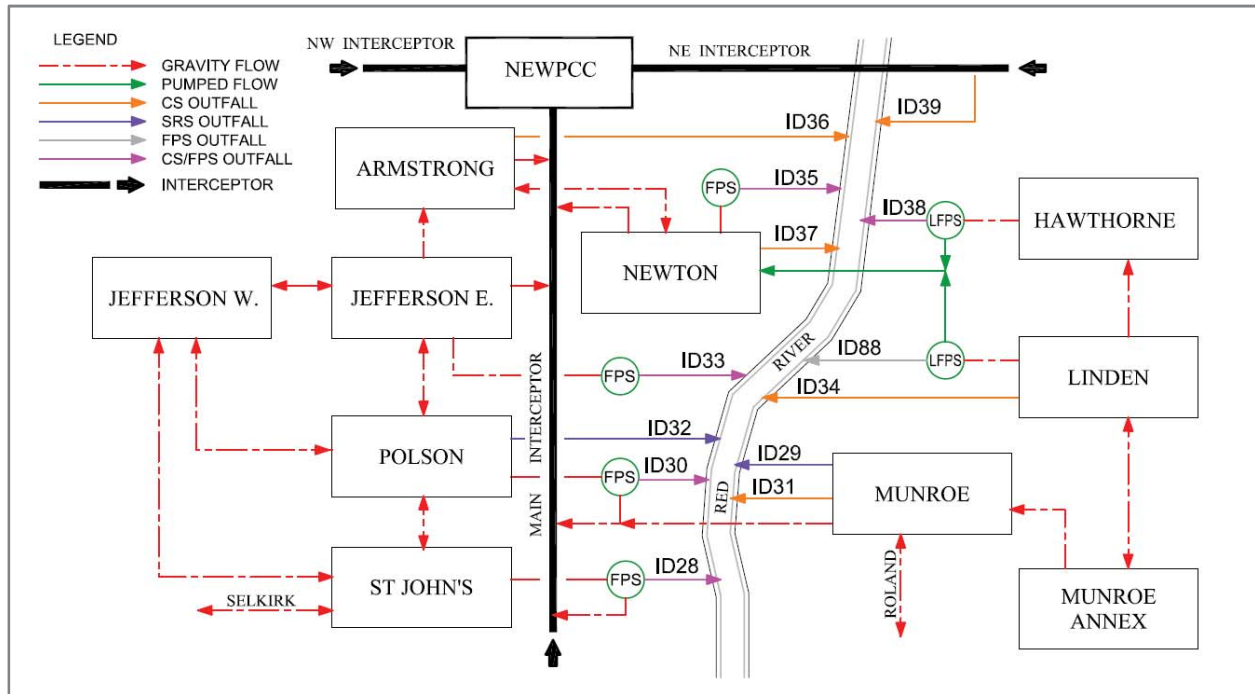 LEGEND
GRAVITY FLOW
PUMPED FLOW
CS OUTFALL
SRS OUTFALL
FPS OUTFALL
CS/FPS OUTFALL
INTERCEPTOR
NW INTERCEPTOR
NEWPCC
NE INTERCEPTOR
ID36
ID39
ARMSTRONG
FPS
ID35
ID38
LFPS
HAWTHORNE
ID37
NEWTON
JEFFERSON W.
JEFFERSON E.
ID33
FPS
RIVER
ID88
LFPS
LINDEN
ID34
MAIN INTERCEPTOR
POLSON
ID32
FPS
ID30
RED
ID29
ID31
MUNROE
ST JOHN'S
SELKIRK
FPS
ID28
ROLAND
MUNROE
ANNEX